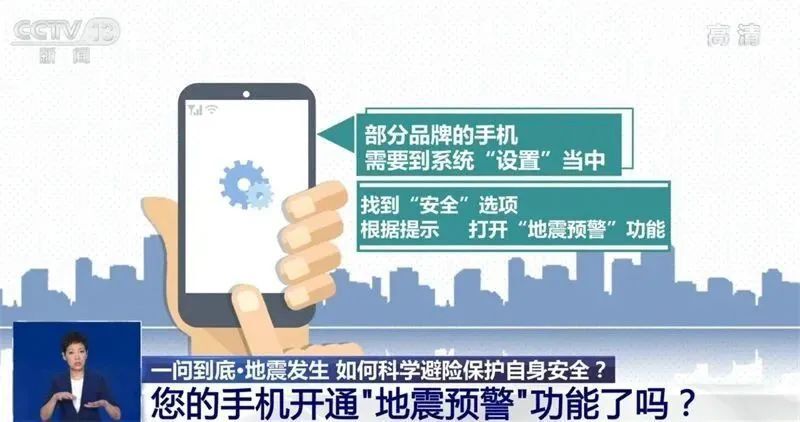 CCTV 13
新闻
高清
部分品牌的手机
需要到系统“设置”当中
找到“安全”选项
根据提示 打开“地震预警”功能
一问到底·地震发生 如何科学避险保护自身安全？
您的手机开通"地震预警"功能了吗？